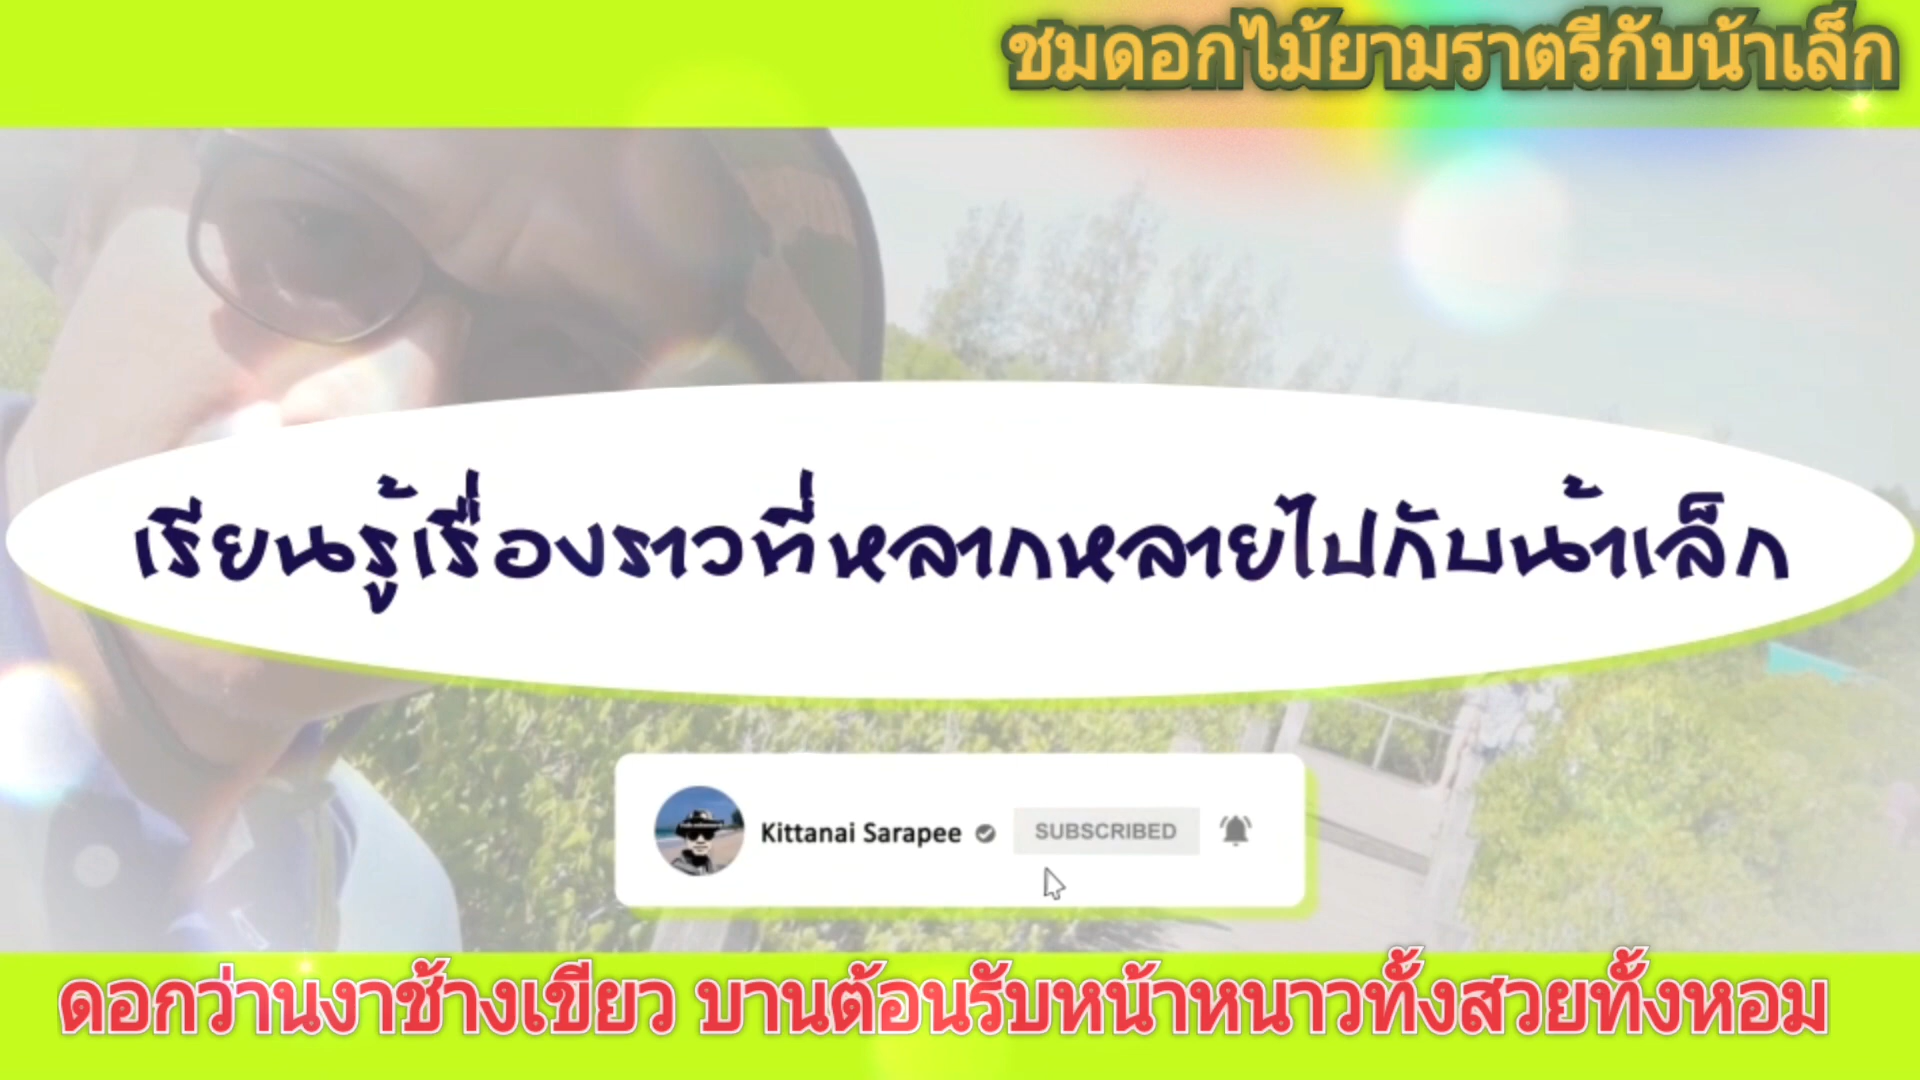 ชมดอกไม้ยามราตรีกับน้าเล็ก
เรียนรู้เรื่องราวที่หลากหลายไปกับน้าเล็ก
Kittanai Sarapee SUBSCRIBED
ดอกว่านงาช้างเขียว บานต้อนรับหน้าหนาวทั้งสวยทั้งหอม